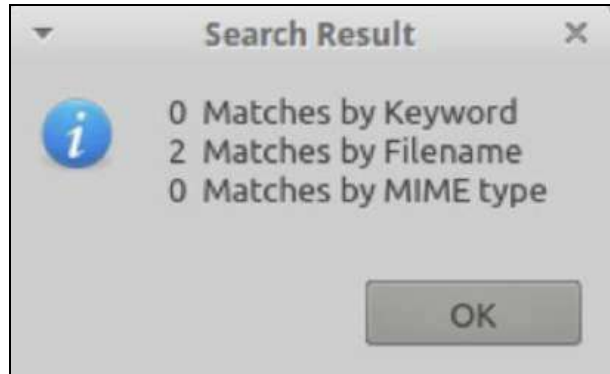 Search Result
0 Matches by Keyword
2 Matches by Filename
0 Matches by MIME type
OK